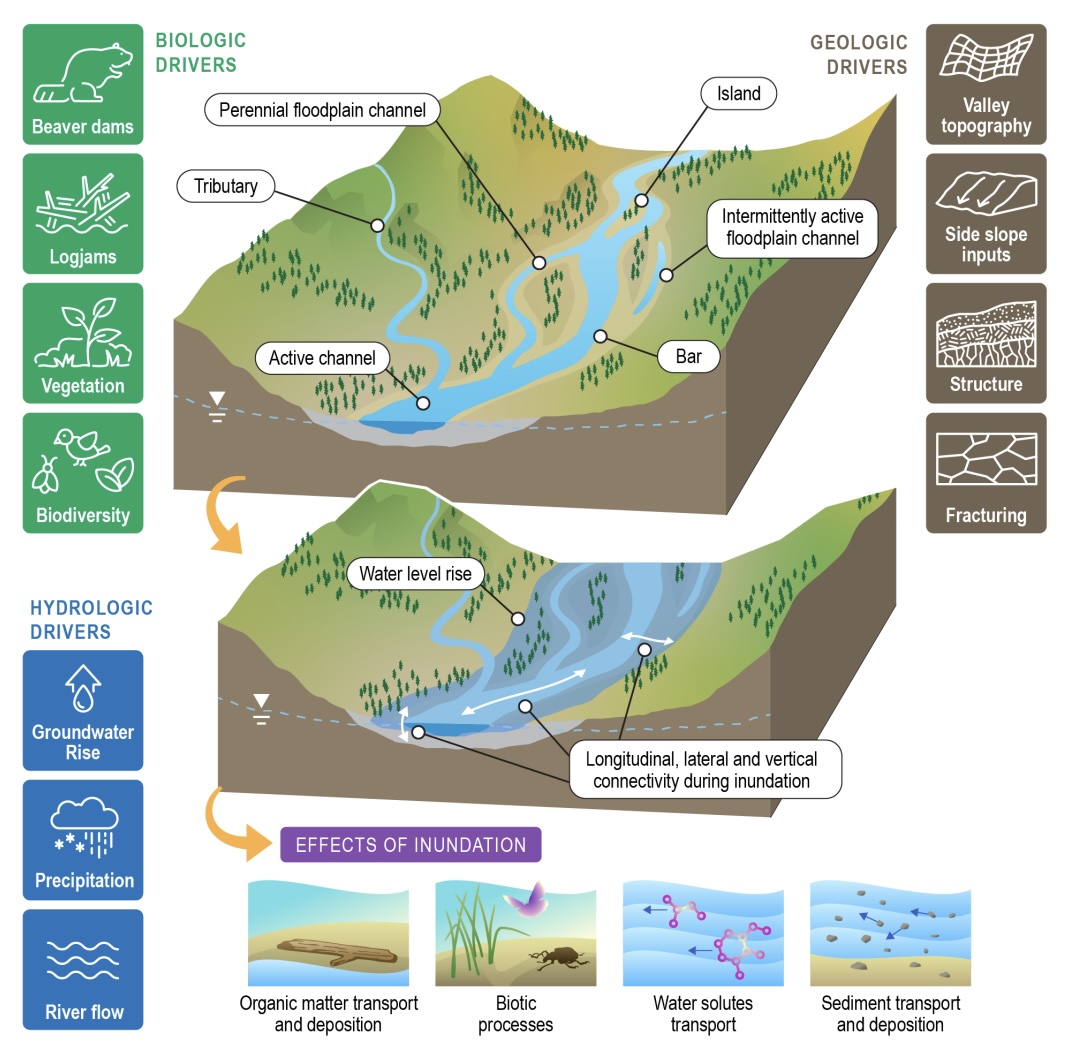 BIOLOGIC
DRIVERS
Beaver dams
Logjams
Vegetation
Biodiversity
GEOLOGIC
DRIVERS
Valley
topography
Side slope
inputs
Structure
Fracturing
Perennial floodplain channel
Island
Tributary
Intermittently active
floodplain channel
Active channel
Bar
HYDROLOGIC
DRIVERS
Groundwater
Rise
Precipitation
River flow
Water level rise
Longitudinal, lateral and vertical
connectivity during inundation
EFFECTS OF INUNDATION
Organic matter transport
and deposition
Biotic
processes
Water solutes
transport
Sediment transport
and deposition